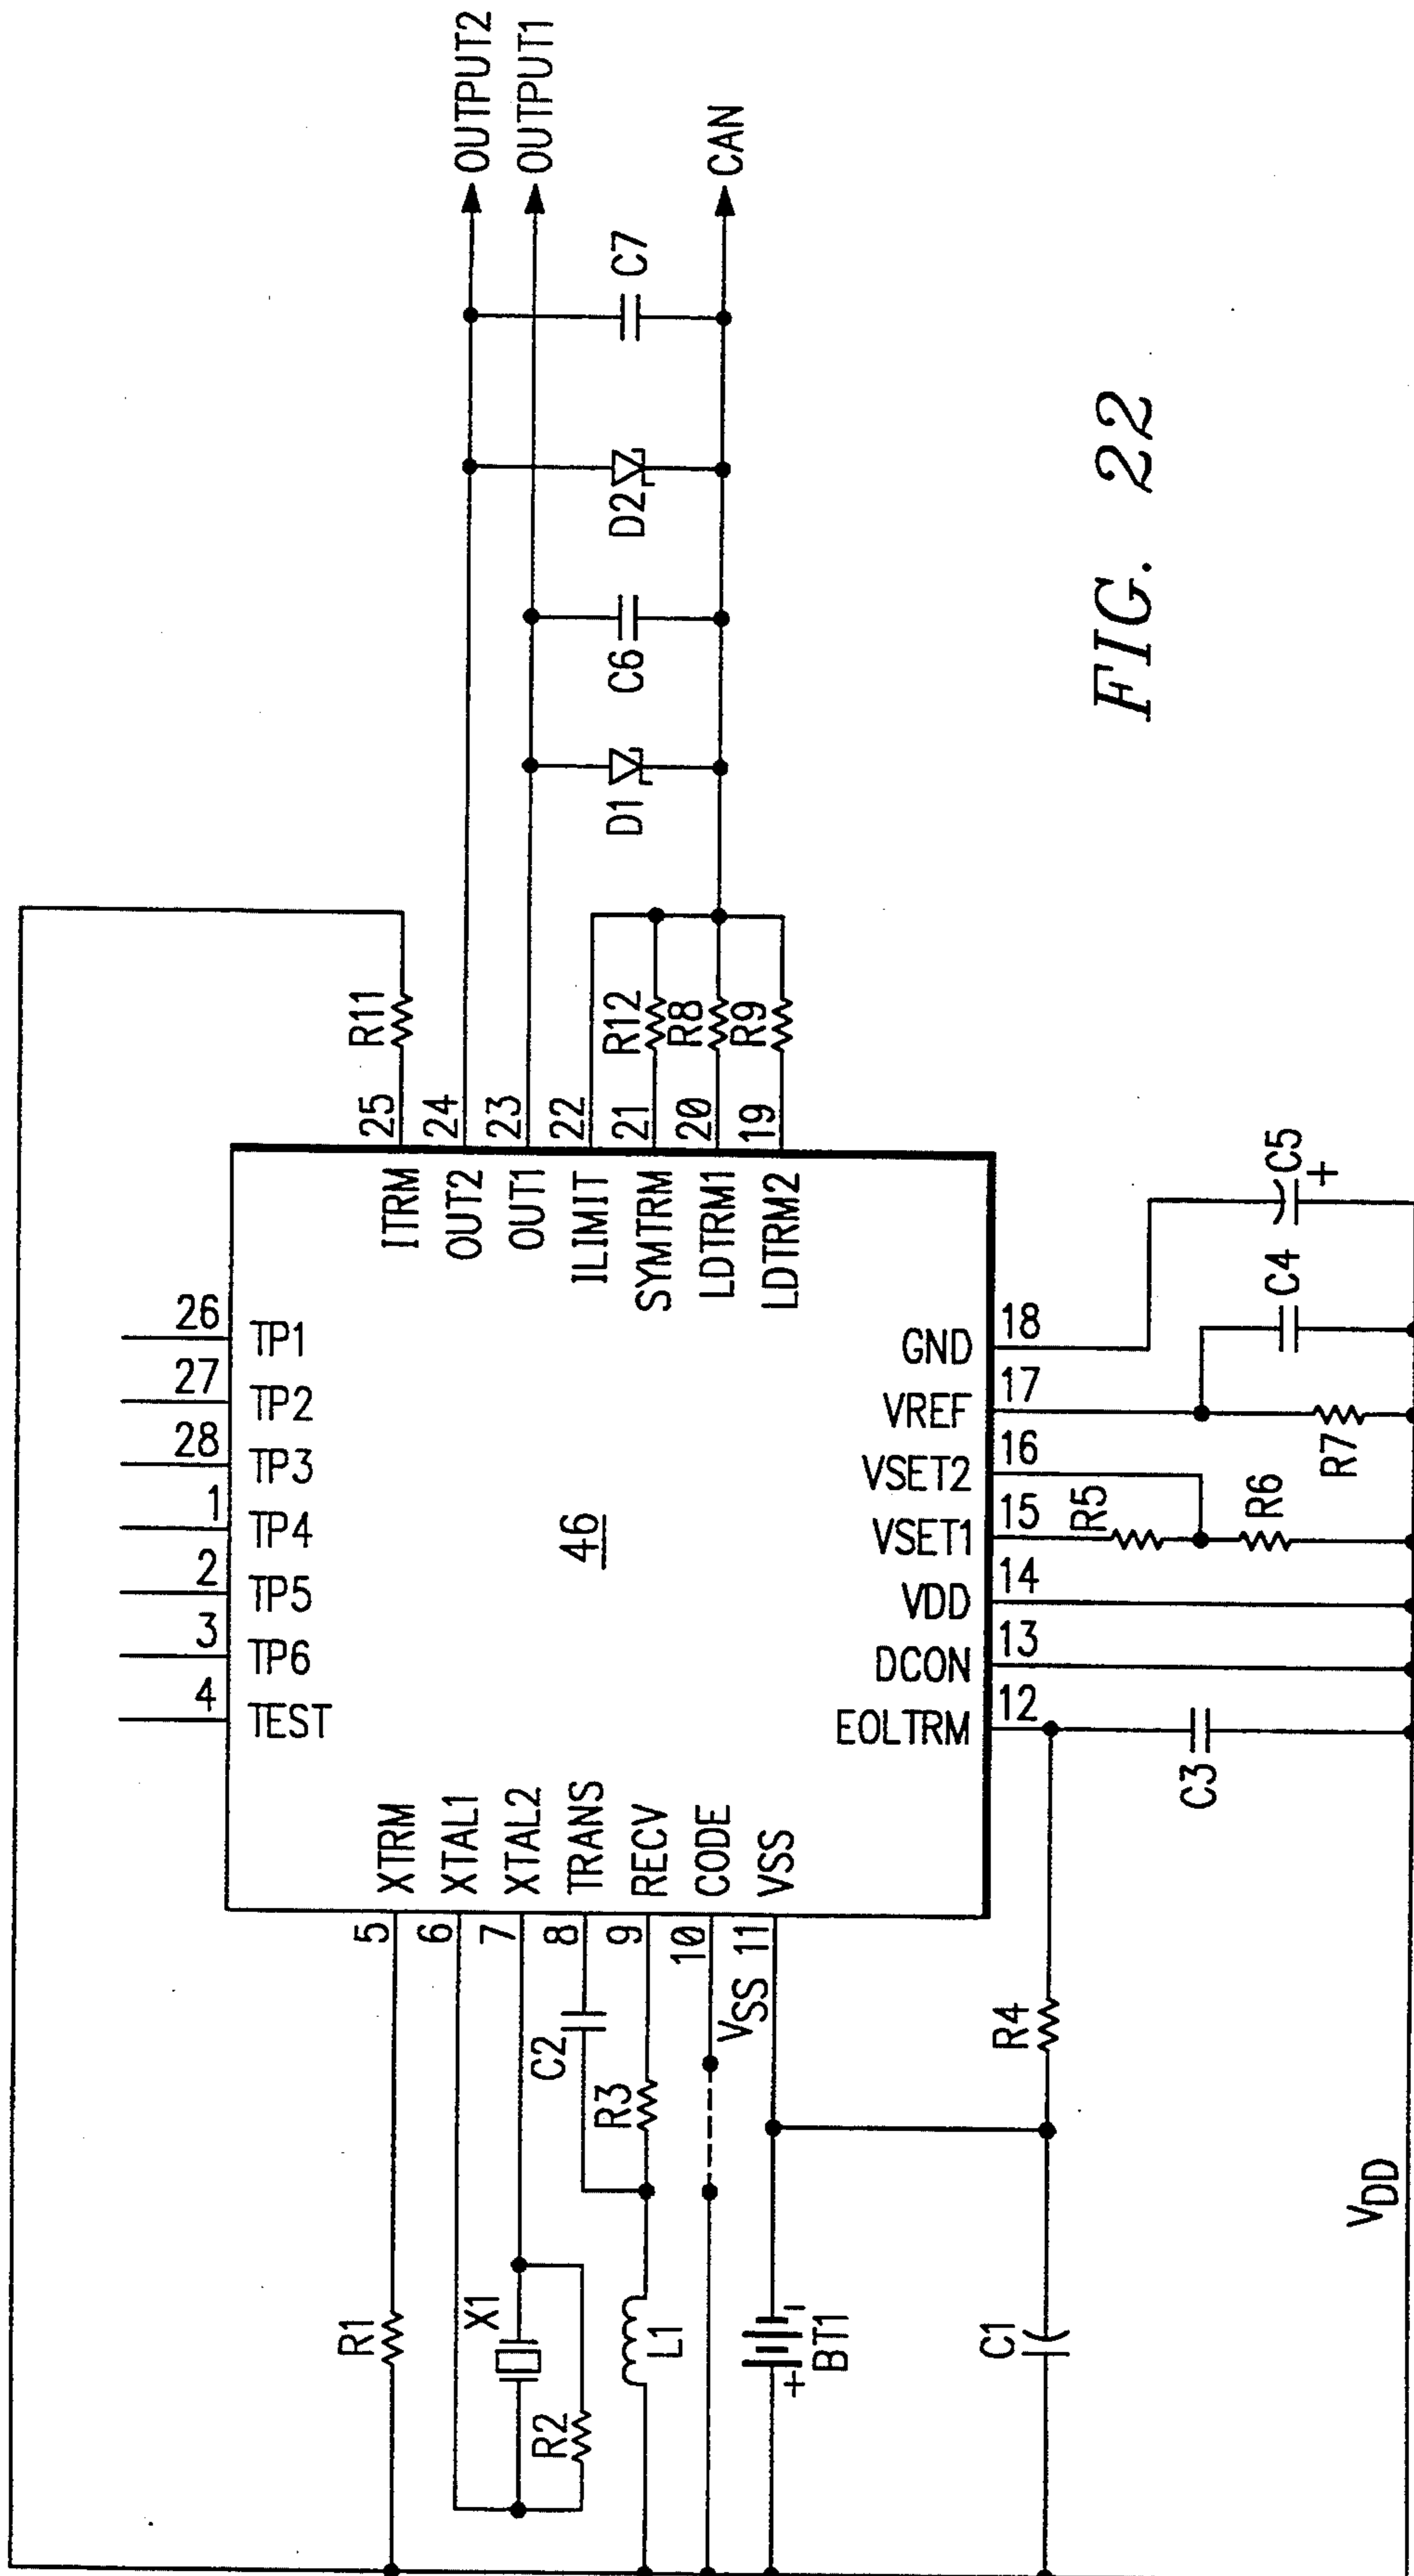 OUTPUT2
OUTPUT1
CAN
C7
D2
C6
D1
FIG. 22
R11
R12
R8
R9
25
24
23
22
21
20
19
ITRM
OUT2
OUT1
ILIMIT
SYMTRM
LDTRM1
LDTRM2
26
27
28
1
2
3
4
TP1
TP2
TP3
TP4
TP5
TP6
TEST
46
GND
VREF
VSET2
VSET1
VDD
DCON
EOLTRM
18
17
16
15
14
13
12
C5
+
C4
R7
R6
R5
C3
XTRM
XTAL1
XTAL2
TRANS
RECV
CODE
VSS
5
6
7
8
9
10
11
VSS
C2
R3
R4
R1
X1
R2
L1
-
BT1
+
C1
VDD